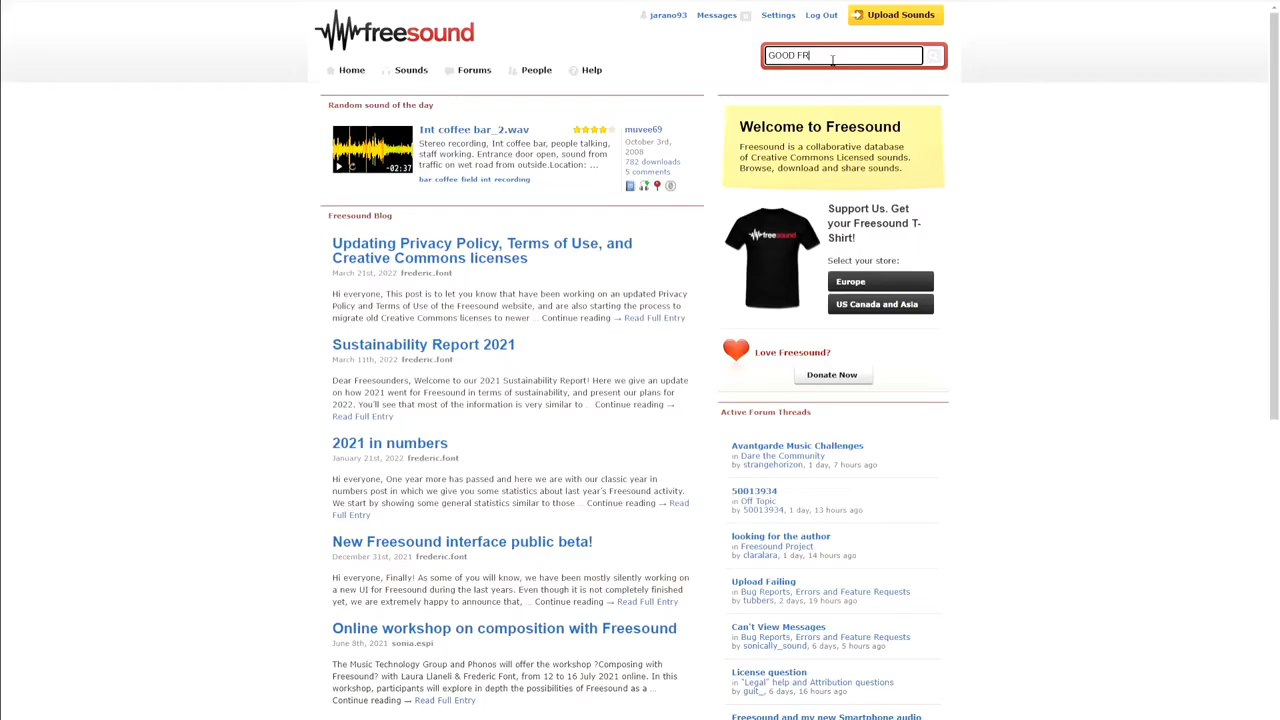 freesound
jarano93 Messages Settings Log Out Upload Sounds
GOOD FR
Home Sounds Forums People Help
Random sound of the day
Int coffee bar_2.wav
Stereo recording, Int coffee bar, people talking,
staff working. Entrance door open, sound from
traffic on wet road from outside.Location: ...
bar coffee field int recording
-02:37
muvee69
October 3rd,
2008
782 downloads
5 comments
Freesound Blog
Updating Privacy Policy, Terms of Use, and
Creative Commons licenses
March 21st, 2022 frederic.font
Hi everyone, This post is to let you know that have been working on an updated Privacy
Policy and Terms of Use of the Freesound website, and are also starting the process to
migrate old Creative Commons licenses to newer ... Continue reading → Read Full Entry
Sustainability Report 2021
March 11th, 2022 frederic.font
Dear Freesounders, Welcome to our 2021 Sustainability Report! Here we give an update
on how 2021 went for Freesound in terms of sustainability, and present our plans for
2022. You'll see that most of the information is very similar to ... Continue reading →
Read Full Entry
2021 in numbers
January 21st, 2022 frederic.font
Hi everyone, One year more has passed and here we are with our classic year in
numbers post in which we give you some statistics about last year's Freesound activity.
We start by showing some general statistics similar to those ... Continue reading → Read
Full Entry
New Freesound interface public beta!
December 31st, 2021 frederic.font
Hi everyone, Finally! As some of you will know, we have been mostly silently working on
a new UI for Freesound during the last years. Even though it is not completely finished
yet, we are extremely happy to announce that, ... Continue reading → Read Full Entry
Online workshop on composition with Freesound
June 8th, 2021 sonia.espi
The Music Technology Group and Phonos will offer the workshop ?Composing with
Freesound? with Laura Llaneli & Frederic Font, from 12 to 16 July 2021 online. In this
workshop, participants will explore in depth the possibilities of Freesound as a ...
Continue reading → Read Full Entry
Welcome to Freesound
Freesound is a collaborative database
of Creative Commons Licensed sounds.
Browse, download and share sounds.
freesound
Support Us. Get
your Freesound T-
Shirt!
Select your store:
Europe
US Canada and Asia
Love Freesound?
Donate Now
Active Forum Threads
Avantgarde Music Challenges
in Dare the Community
by strangehorizon, 1 day, 7 hours ago
50013934
in Off Topic
by 50013934, 1 day, 13 hours ago
looking for the author
in Freesound Project
by claralara, 1 day, 14 hours ago
Upload Failing
in Bug Reports, Errors and Feature Requests
by tubbers, 2 days, 19 hours ago
Can't View Messages
in Bug Reports, Errors and Feature Requests
by sonically_sound, 6 days, 5 hours ago
License question
in "Legal" help and Attribution questions
by guit_, 6 days, 16 hours ago
Freesound and my new Smartphone audio